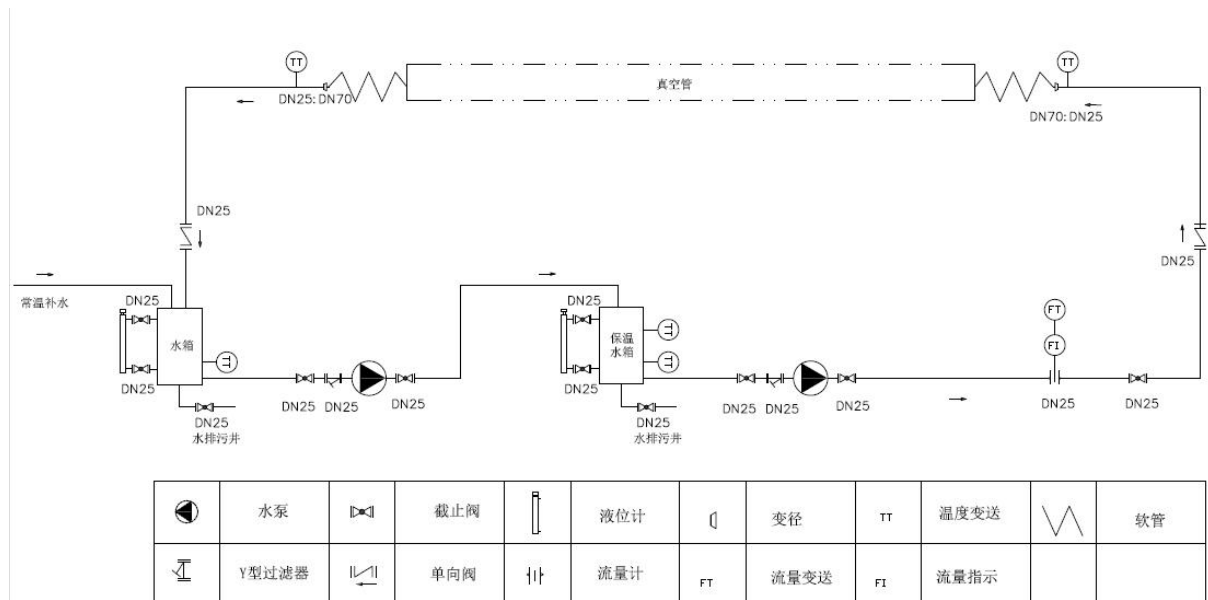 TT
TT
真空管
DN25:DN70
DN70:DN25
DN25
DN25
常温补水
DN25
水箱
TT
DN25
DN25
DN25
DN25
DN25
水排污井
DN25
保温
水箱
TT
TT
DN25
DN25
DN25
DN25
DN25
水排污井
FT
FI
DN25
DN25
水泵
截止阀
液位计
变径
TT
温度变送
软管
Y型过滤器
单向阀
流量计
FT
流量变送
FI
流量指示